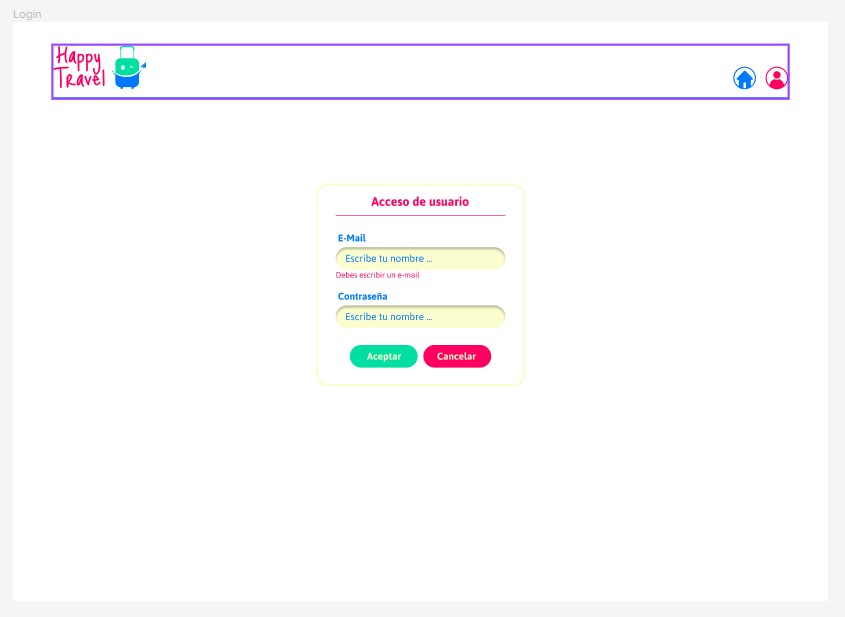 Login
Happy
Travel
Acceso de usuario
E-Mail
Escribe tu nombre ...
Debes escribir un e-mail
Contraseña
Escribe tu nombre ...
Aceptar
Cancelar